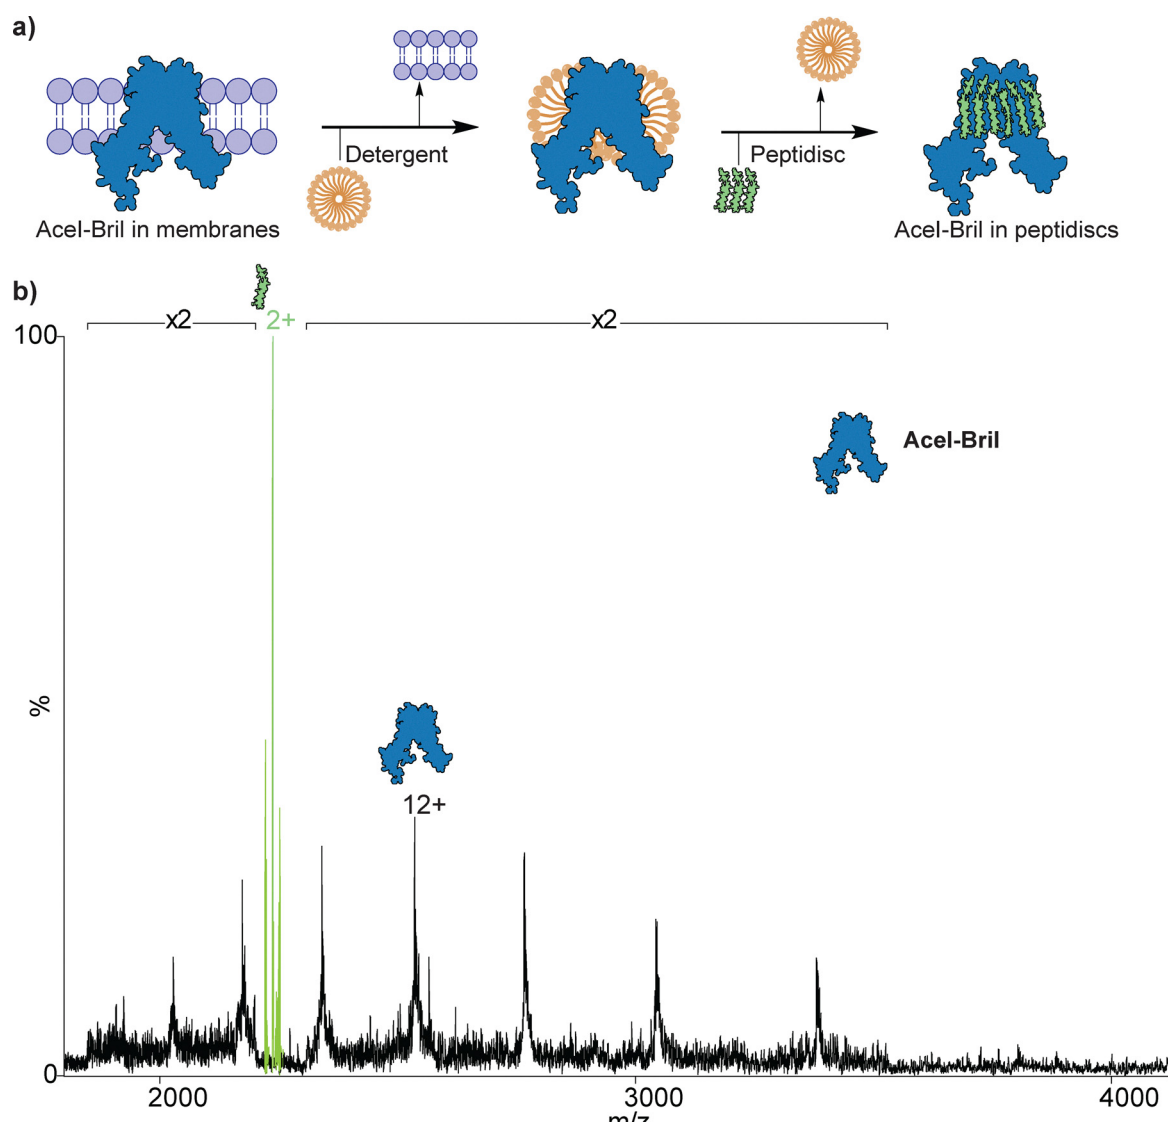 a)
Detergent
Peptidisc
AceI-Bril in membranes
AceI-Bril in peptidiscs
b)
x2
2+
x2
100
AceI-Bril
%
12+
0
2000
3000
4000
m/z